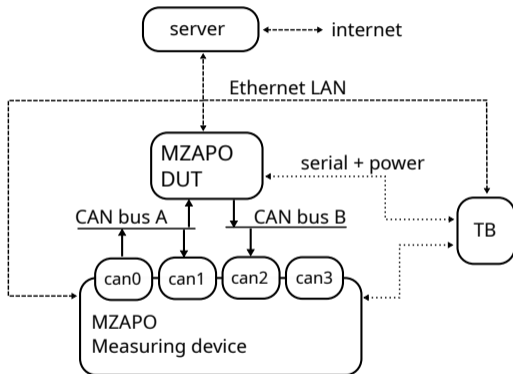 server
internet
Ethernet LAN
MZAPO
DUT
serial + power
CAN bus A
CAN bus B
TB
can0
can1
can2
can3
MZAPO
Measuring device